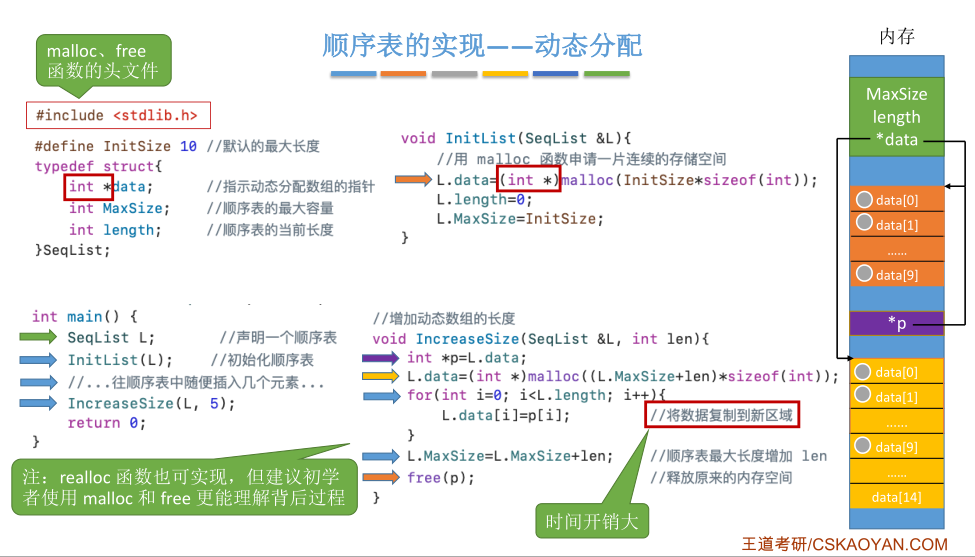 顺序表的实现——动态分配
malloc、free
函数的头文件
#include <stdlib.h>
#define InitSize 10 //默认的最大长度
typedef struct{
int *data; //指示动态分配数组的指针
int MaxSize; //顺序表的最大容量
int length; //顺序表的当前长度
}SeqList;
void InitList(SeqList &L){
//用 malloc 函数申请一片连续的存储空间
L.data=(int *)malloc(InitSize*sizeof(int));
L.length=0;
L.MaxSize=InitSize;
}
int main() {
SeqList L; //声明一个顺序表
InitList(L); //初始化顺序表
//...往顺序表中随便插入几个元素...
IncreaseSize(L, 5);
return 0;
}
注：realloc 函数也可实现，但建议初学
者使用 malloc 和 free 更能理解背后过程
//增加动态数组的长度
void IncreaseSize(SeqList &L, int len){
int *p=L.data;
L.data=(int *)malloc((L.MaxSize+len)*sizeof(int));
for(int i=0; i<L.length; i++){
L.data[i]=p[i]; //将数据复制到新区域
}
L.MaxSize=L.MaxSize+len; //顺序表最大长度增加 len
free(p); //释放原来的内存空间
}
时间开销大
内存
MaxSize
length
*data
data[0]
data[1]
……
data[9]
*p
data[0]
data[1]
……
data[9]
……
data[14]
王道考研/CSKAOYAN.COM